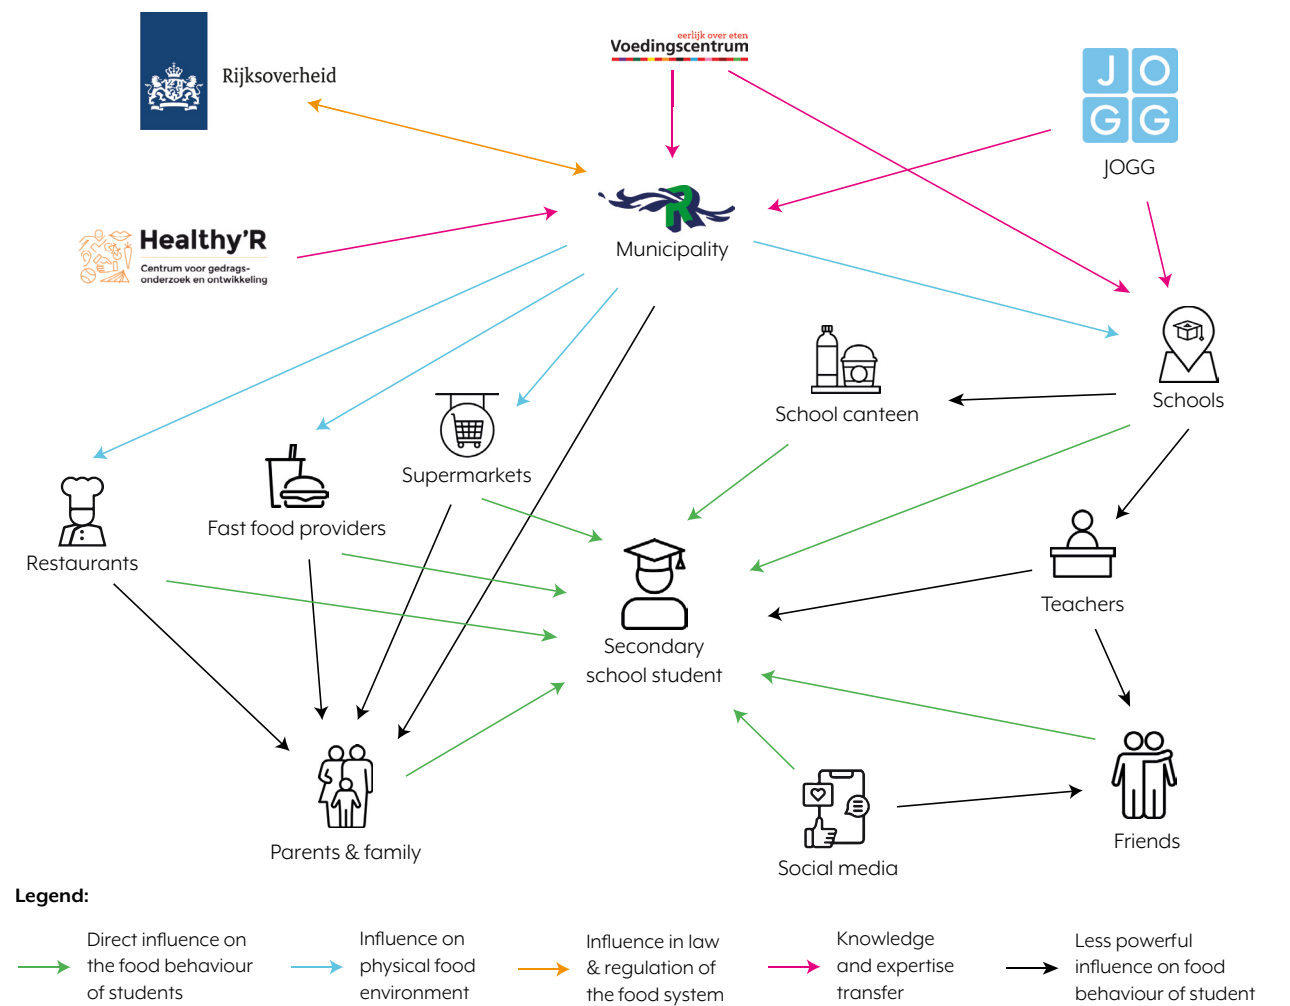 Rijksoverheid
eerlijk over eten
Voedingscentrum
JO
GG
JOGG
Healthy'R
Centrum voor gedrags-
onderzoek en ontwikkeling
R
Municipality
School canteen
Schools
Supermarkets
Fast food providers
Restaurants
Teachers
Secondary
school student
Friends
Parents & family
Social media
Legend:
Direct influence on
the food behaviour
of students
Influence on
physical food
environment
Influence in law
& regulation of
the food system
Knowledge
and expertise
transfer
Less powerful
influence on food
behaviour of student